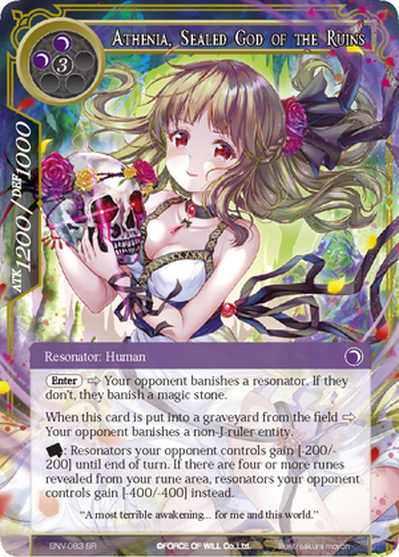 ATHENIA, SEALED GOD OF THE RUINS
3
ATK 1200/DEF 1000
Resonator: Human
Enter ⇨ Your opponent banishes a resonator. If they
don't, they banish a magic stone.
When this card is put into a graveyard from the field ⇨
Your opponent banishes a non-J-ruler entity.
: Resonators your opponent controls gain [-200/-
200] until end of turn. If there are four or more runes
revealed from your rune area, resonators your opponent
controls gain [-400/-400] instead.
"A most terrible awakening... for me and this world."
SNV-083 SR
©FORCE OF WILL Co.,Ltd.
Illust/sakura moyon